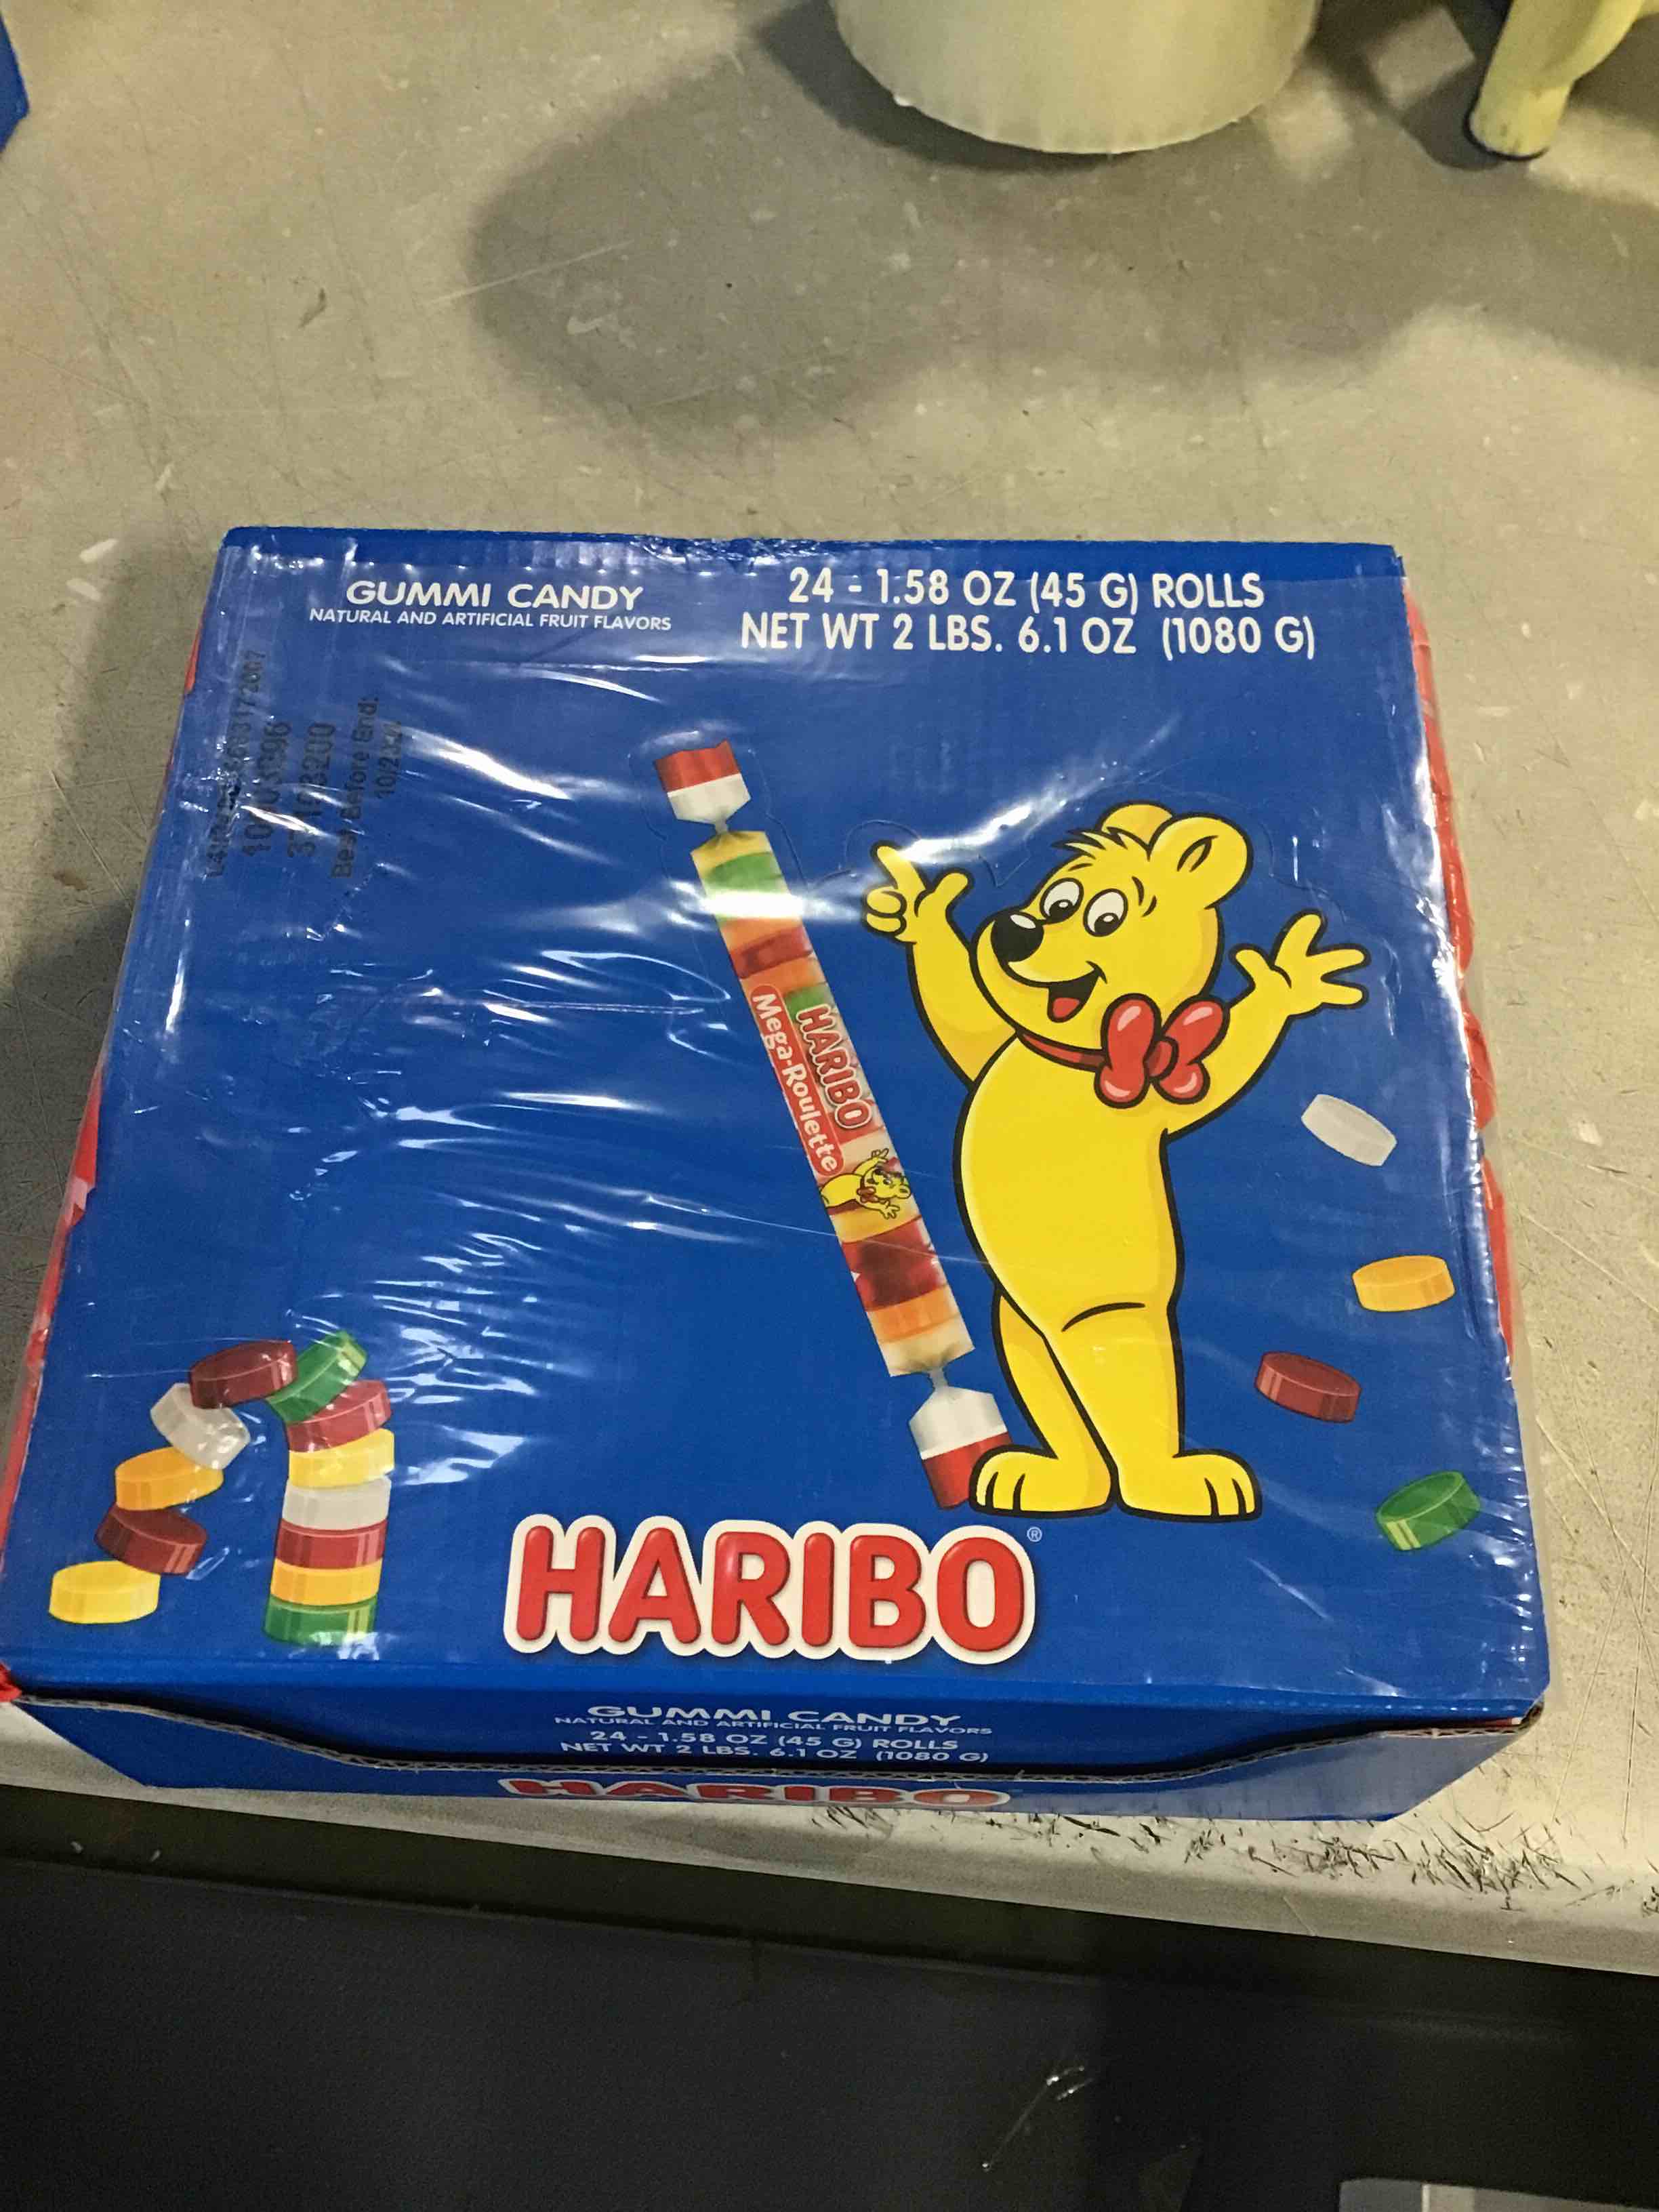 GUMMI CANDY
NATURAL AND ARTIFICIAL FRUIT FLAVORS
24 - 1.58 OZ (45 G) ROLLS
NET WT 2 LBS. 6.1 OZ (1080 G)
Best Before End:
HARIBO
Mega-Roulette
HARIBO®
GUMMI CANDY
NATURAL AND ARTIFICIAL FRUIT FLAVORS
24 - 1.58 OZ (45 G) ROLLS
NET WT 2 LBS. 6.1 OZ (1080 G)
HARIBO